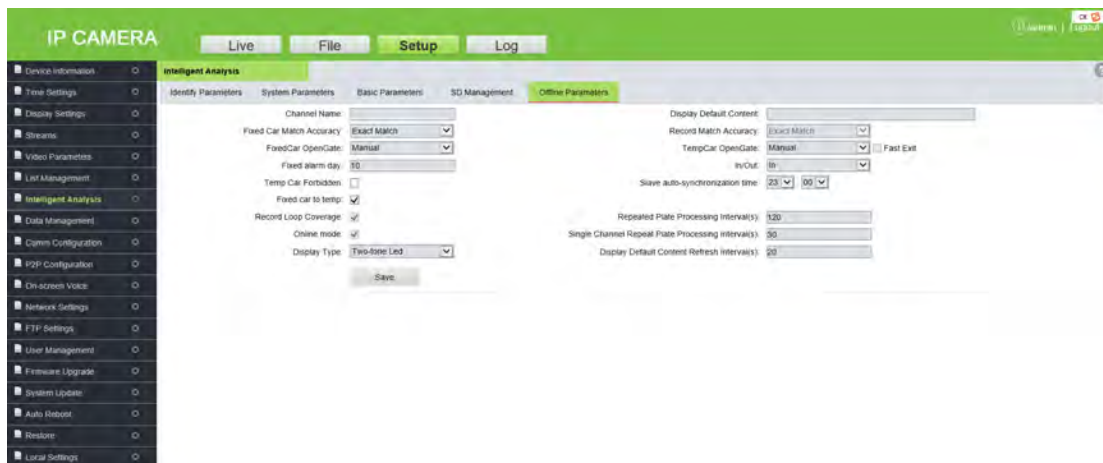 IP CAMERA
Live File Setup Log
admin | logout
Device Information
Time Settings
Display Settings
Streams
Video Parameters
List Management
Intelligent Analysis
Data Management
Comm Configuration
P2P Configuration
On-screen Voice
Network Settings
FTP Settings
User Management
Firmware Upgrade
System Update
Auto Reboot
Restore
Local Settings
Intelligent Analysis
Identify Parameters System Parameters Basic Parameters SD Management Offline Parameters
Channel Name: Display Default Content:
Fixed Car Match Accuracy: Exact Match Record Match Accuracy: Exact Match
FixedCar OpenGate: Manual TempCar OpenGate: Manual Fast Exit
Fixed alarm day: 10 In/Out: In
Temp Car Forbidden: Slave auto-synchronization time: 23 00
Fixed car to temp:
Record Loop Coverage: Repeated Plate Processing Interval(s): 120
Online mode: Single Channel Repeat Plate Processing Interval(s): 30
Display Type: Two-tone Led Display Default Content Refresh Interval(s): 20
Save